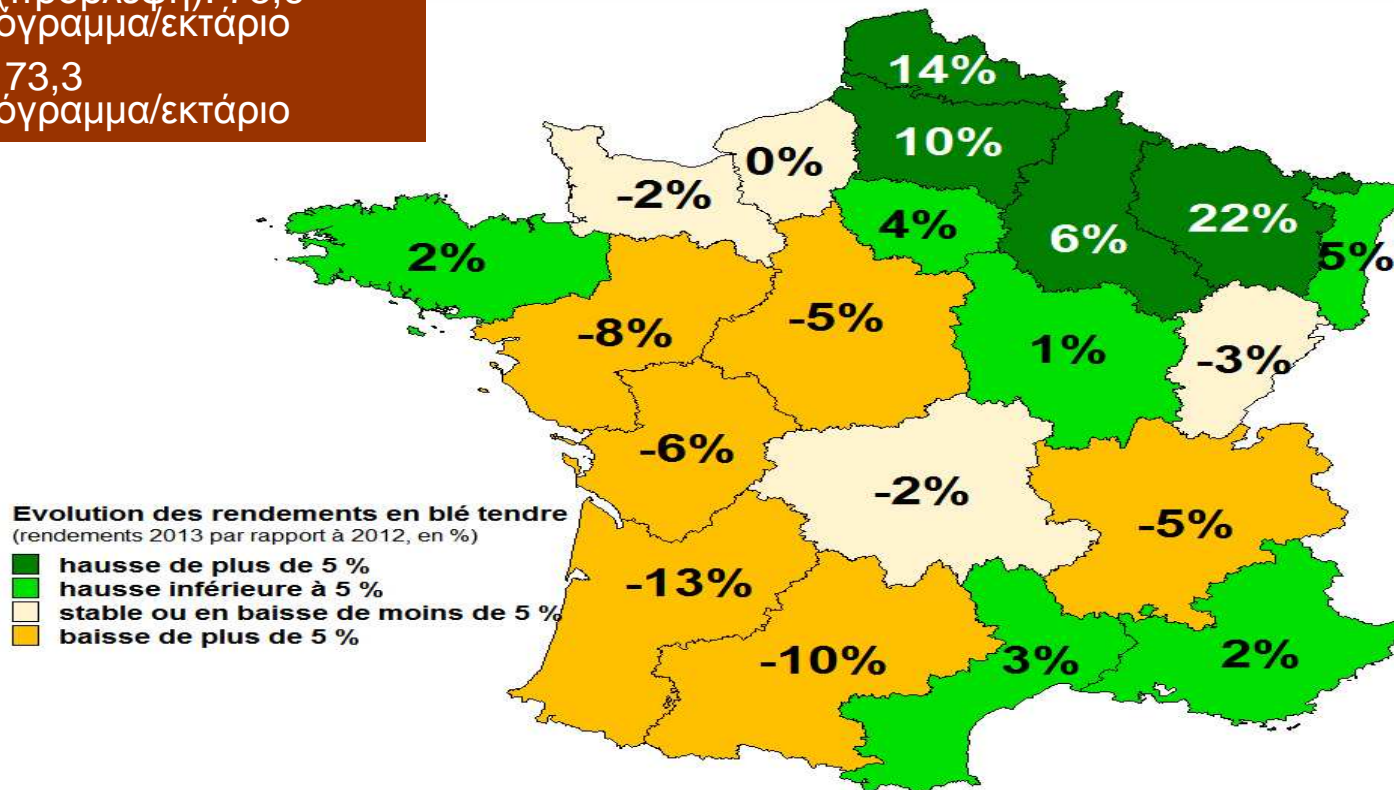 όγραμμα/εκτάριο
73,3
όγραμμα/εκτάριο
14%
10%
0%
-2%
4%
6%
22%
5%
2%
-8%
-5%
1%
-3%
-6%
-2%
-5%
-13%
-10%
3%
2%
Evolution des rendements en blé tendre
(rendements 2013 par rapport à 2012, en %)
hausse de plus de 5 %
hausse inférieure à 5 %
stable ou en baisse de moins de 5 %
baisse de plus de 5 %